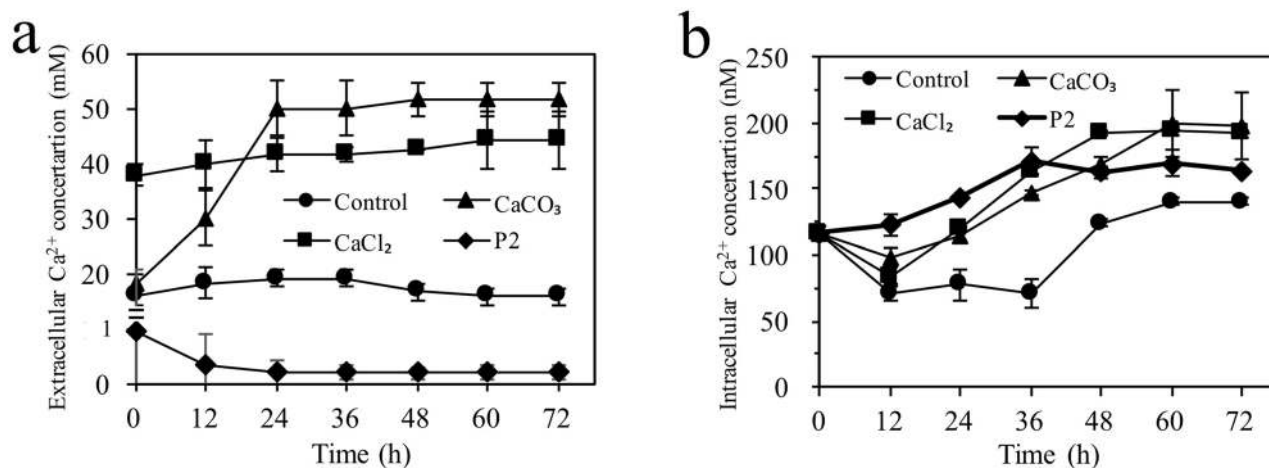 a
Extracellular Ca²⁺ concertartion (mM)
60
50
40
30
20
1
0
Control
CaCO₃
CaCl₂
P2
0 12 24 36 48 60 72
Time (h)
b
Intracellular Ca²⁺ concertartion (nM)
250
200
150
100
50
0
Control
CaCO₃
CaCl₂
P2
0 12 24 36 48 60 72
Time (h)